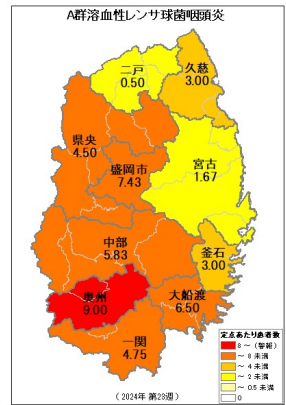 A群溶血性レンサ球菌咽頭炎
二戸
0.50
久慈
3.00
県央
4.50
盛岡市
7.43
宮古
1.67
中部
5.83
釜石
3.00
奥州
9.00
大船渡
6.50
一関
4.75
定点あたり患者数
8～（警報）
～8未満
～4未満
～2未満
～0.5未満
0
（2024年 第23週）